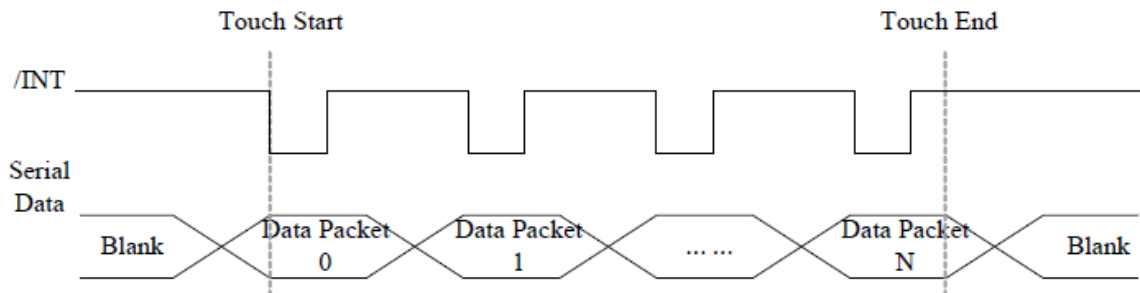 Touch Start
Touch End
/INT
Serial
Data
Blank
Data Packet
0
Data Packet
1
... ...
Data Packet
N
Blank